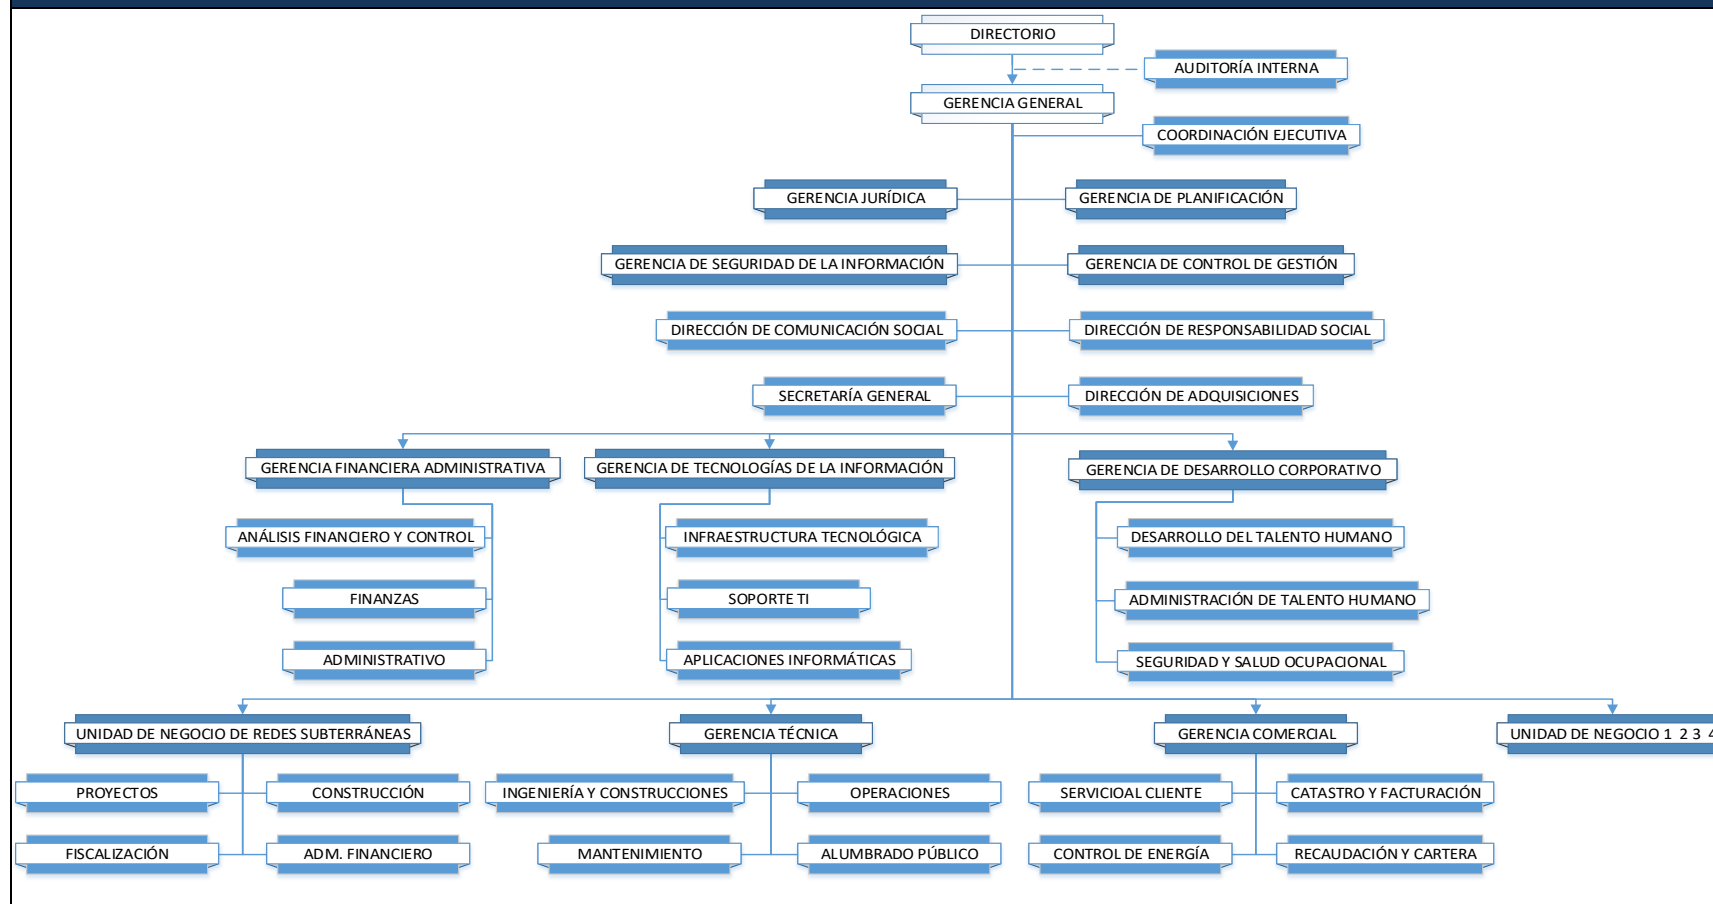 DIRECTORIO
AUDITORÍA INTERNA
GERENCIA GENERAL
COORDINACIÓN EJECUTIVA
GERENCIA JURÍDICA
GERENCIA DE PLANIFICACIÓN
GERENCIA DE SEGURIDAD DE LA INFORMACIÓN
GERENCIA DE CONTROL DE GESTIÓN
DIRECCIÓN DE COMUNICACIÓN SOCIAL
DIRECCIÓN DE RESPONSABILIDAD SOCIAL
SECRETARÍA GENERAL
DIRECCIÓN DE ADQUISICIONES
GERENCIA FINANCIERA ADMINISTRATIVA
GERENCIA DE TECNOLOGÍAS DE LA INFORMACIÓN
GERENCIA DE DESARROLLO CORPORATIVO
ANÁLISIS FINANCIERO Y CONTROL
INFRAESTRUCTURA TECNOLÓGICA
DESARROLLO DEL TALENTO HUMANO
FINANZAS
SOPORTE TI
ADMINISTRACIÓN DE TALENTO HUMANO
ADMINISTRATIVO
APLICACIONES INFORMÁTICAS
SEGURIDAD Y SALUD OCUPACIONAL
UNIDAD DE NEGOCIO DE REDES SUBTERRÁNEAS
GERENCIA TÉCNICA
GERENCIA COMERCIAL
UNIDAD DE NEGOCIO 1 2 3 4
PROYECTOS
CONSTRUCCIÓN
INGENIERÍA Y CONSTRUCCIONES
OPERACIONES
SERVICIOAL CLIENTE
CATASTRO Y FACTURACIÓN
FISCALIZACIÓN
ADM. FINANCIERO
MANTENIMIENTO
ALUMBRADO PÚBLICO
CONTROL DE ENERGÍA
RECAUDACIÓN Y CARTERA